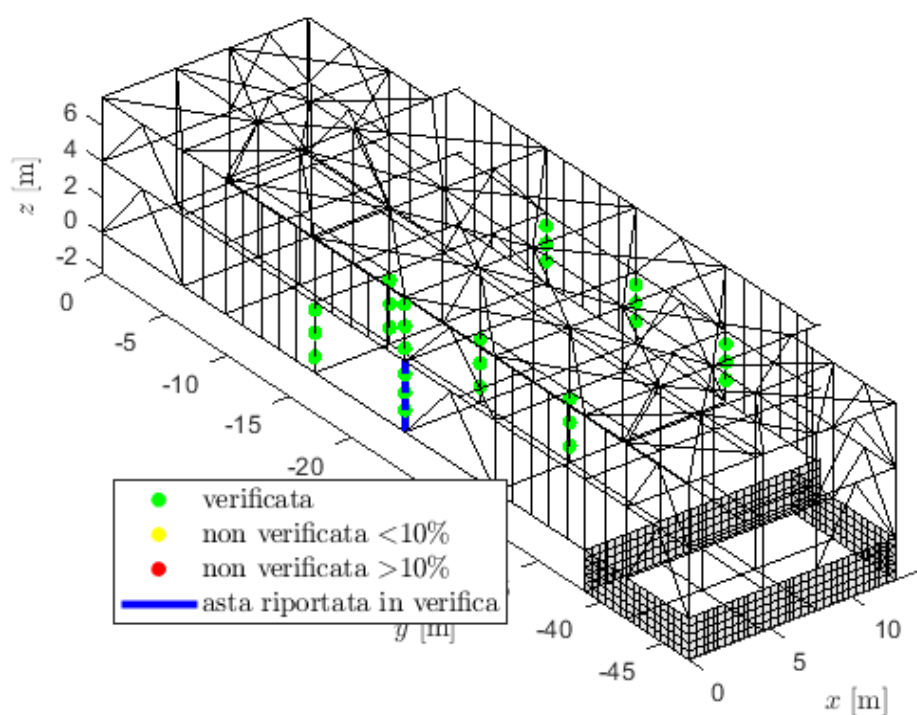 6
4
2
0
-2
z [m]
0
-5
-10
-15
-20
verificata
non verificata <10%
non verificata >10%
asta riportata in verifica
y [m]
-40
-45
0
5
10
x [m]